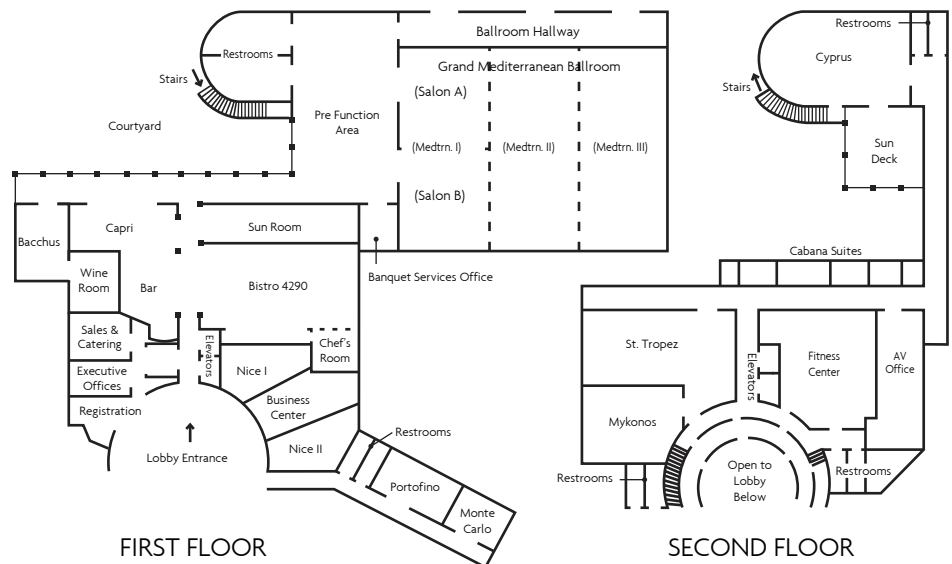 Ballroom Hallway
Restrooms
Grand Mediterranean Ballroom
Stairs
(Salon A)
Courtyard
Pre Function
Area
(Medtrn. I)
(Medtrn. II)
(Medtrn. III)
(Salon B)
Bacchus
Capri
Sun Room
Wine
Room
Bar
Bistro 4290
Banquet Services Office
Sales &
Catering
Elevators
Chef's
Room
Executive
Offices
Nice I
Registration
Business
Center
Lobby Entrance
Nice II
Restrooms
Portofino
Monte
Carlo
FIRST FLOOR
Restrooms
Cyprus
Stairs
Sun
Deck
Cabana Suites
St. Tropez
Elevators
Fitness
Center
AV
Office
Mykonos
Restrooms
Open to
Lobby
Below
Restrooms
SECOND FLOOR